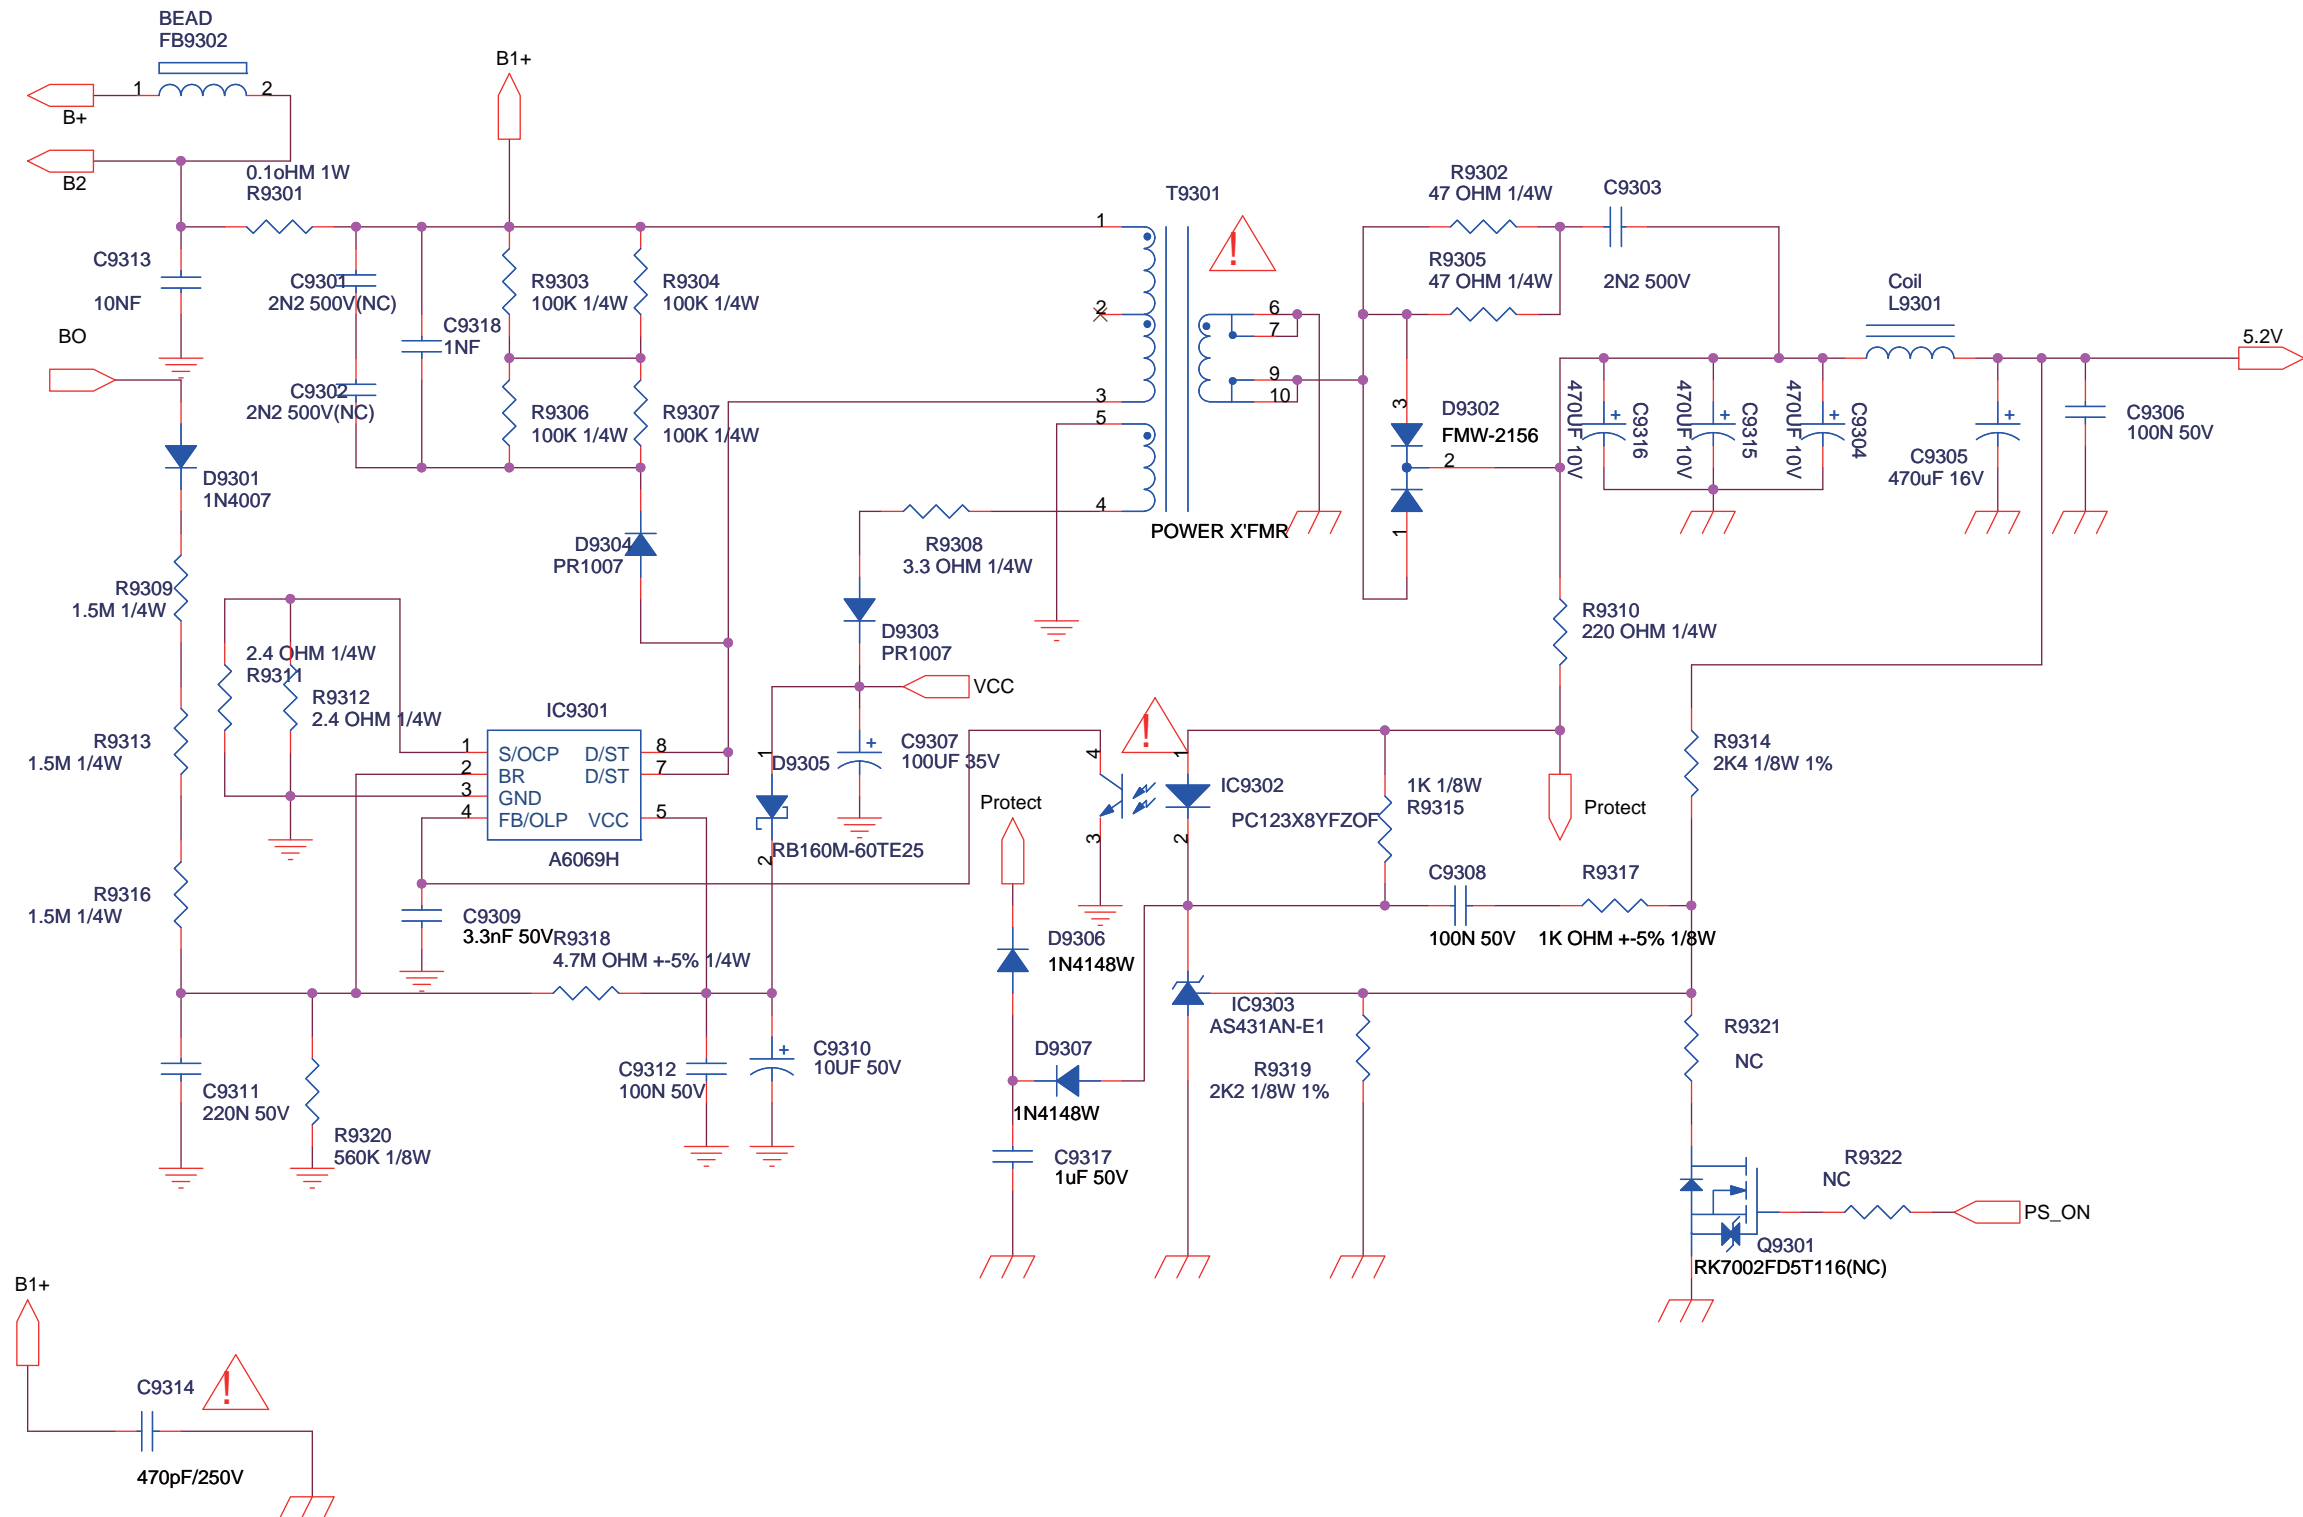 BEAD
FB9302
1
2
B+
B2
B1+
0.1oHM 1W
R9301
C9313
10NF
BO
C9301
2N2 500V(NC)
C9302
2N2 500V(NC)
C9318
1NF
R9303
100K 1/4W
R9304
100K 1/4W
R9306
100K 1/4W
R9307
100K 1/4W
D9301
1N4007
D9304
PR1007
T9301
1
2
3
5
4
6
7
9
10
POWER X'FMR
R9302
47 OHM 1/4W
R9305
47 OHM 1/4W
C9303
2N2 500V
Coil
L9301
5.2V
3
D9302
FMW-2156
2
1
470UF 10V
C9316
470UF 10V
C9315
470UF 10V
C9304
C9305
470uF 16V
C9306
100N 50V
R9308
3.3 OHM 1/4W
D9303
PR1007
VCC
R9309
1.5M 1/4W
2.4 OHM 1/4W
R9311
R9312
2.4 OHM 1/4W
R9313
1.5M 1/4W
R9316
1.5M 1/4W
IC9301
1
2
3
4
S/OCP
BR
GND
FB/OLP
D/ST
D/ST
VCC
8
7
5
A6069H
1
D9305
2
RB160M-60TE25
C9307
100UF 35V
R9310
220 OHM 1/4W
Protect
Protect
4
3
1
2
IC9302
PC123X8YFZOF
1K 1/8W
R9315
R9314
2K4 1/8W 1%
C9308
100N 50V
R9317
1K OHM +-5% 1/8W
C9309
3.3nF 50V
R9318
4.7M OHM +-5% 1/4W
D9306
1N4148W
D9307
1N4148W
IC9303
AS431AN-E1
R9319
2K2 1/8W 1%
R9321
NC
C9311
220N 50V
R9320
560K 1/8W
C9312
100N 50V
C9310
10UF 50V
C9317
1uF 50V
R9322
NC
PS_ON
Q9301
RK7002FD5T116(NC)
B1+
C9314
470pF/250V